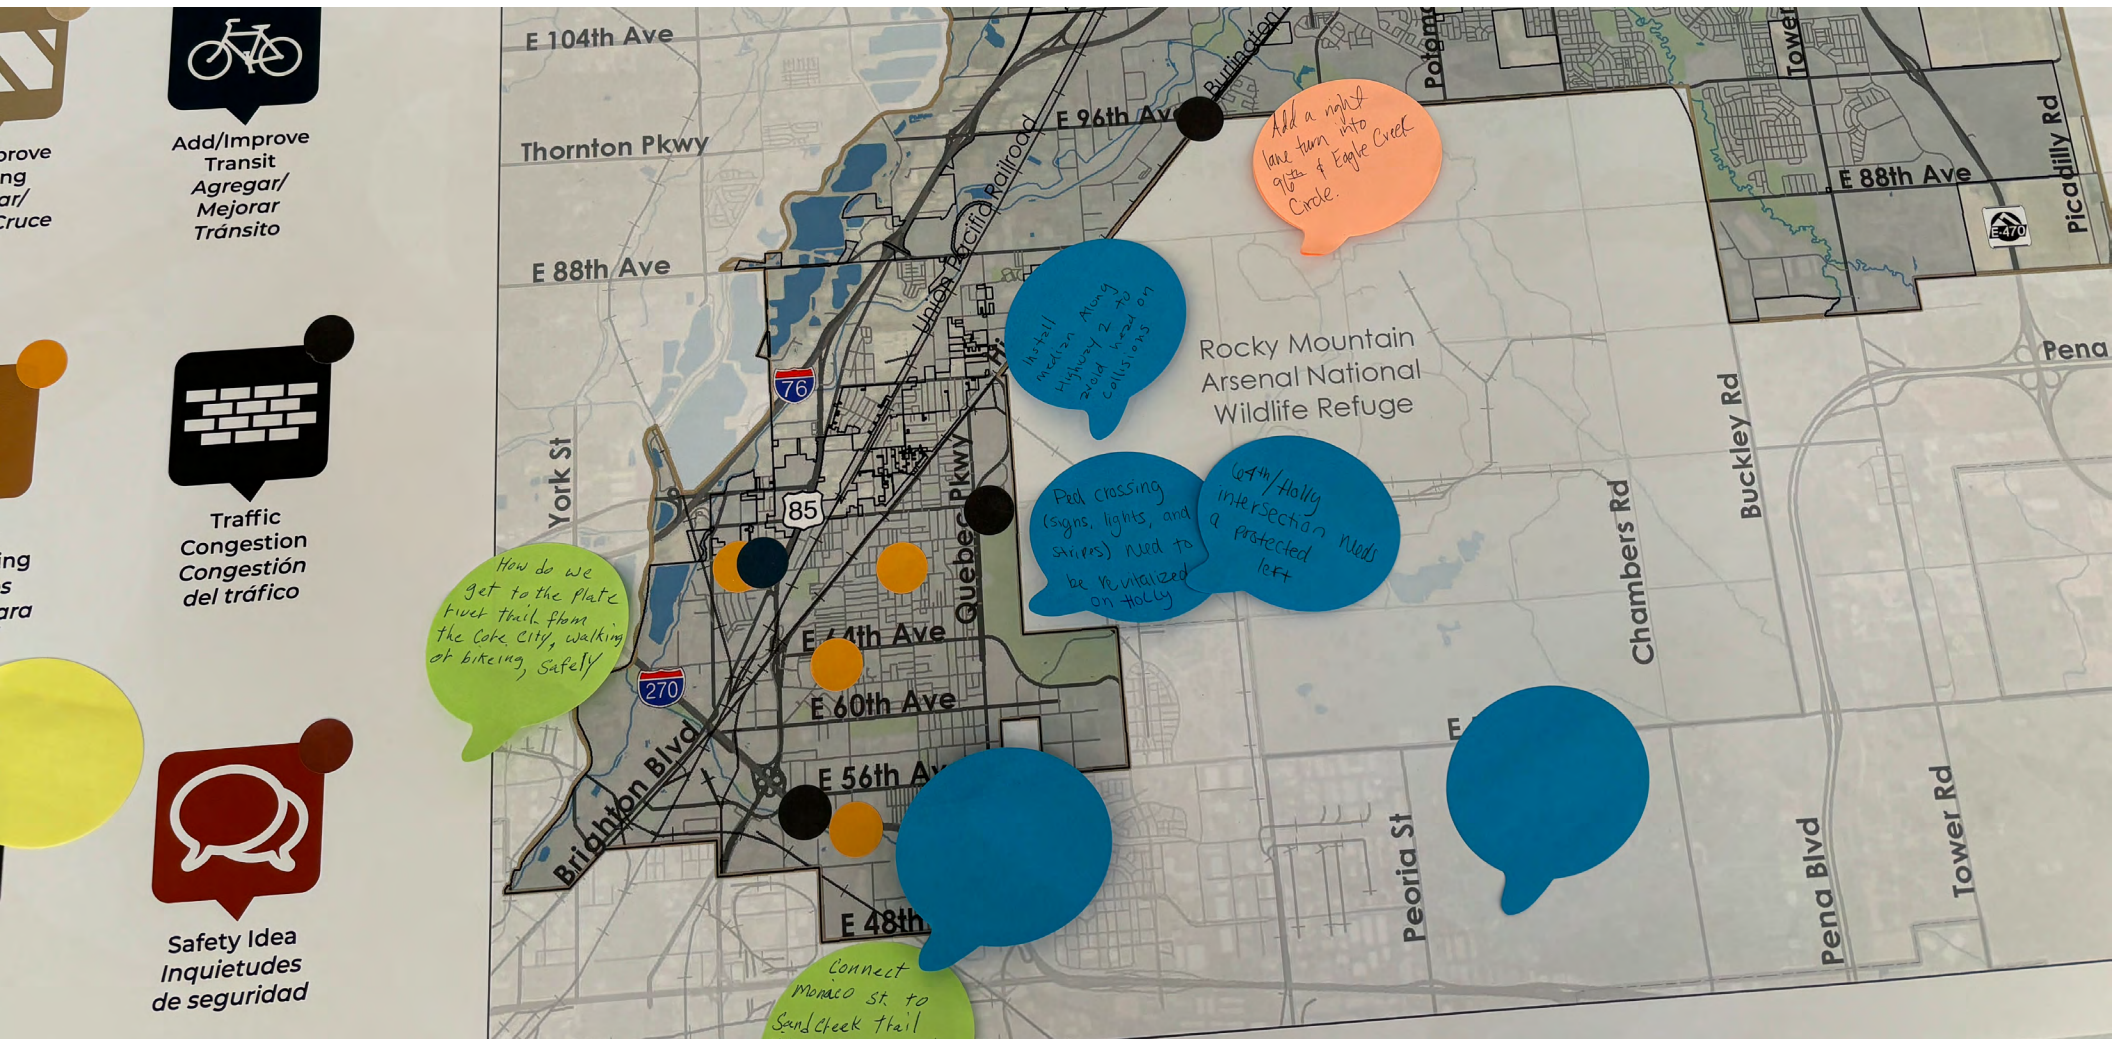 prove
ng
ar/
Cruce
Add/Improve
Transit
Agregar/
Mejorar
Tránsito
ing
s
ara
Traffic
Congestion
Congestión
del tráfico
Safety Idea
Inquietudes
de seguridad
E 104th Ave
Thornton Pkwy
E 88th Ave
York St
E 96th Av
Burlington
Union Pacific Railroad
Potom
Tower
E 88th Ave
Picadilly Rd
E-470
Pena
76
85
270
Hi
Quebec Pkwy
Rocky Mountain
Arsenal National
Wildlife Refuge
Buckley Rd
Chambers Rd
E 64th Ave
E 60th Ave
E 56th Av
E 48th
Brighton Blvd
E
Peoria St
Pena Blvd
Tower Rd
Add a right
lane turn into
96th & Eagle Creek
Circle.
Install
median Along
Highway 2 to
avoid head on
collisions
Ped crossing
(signs, lights, and
stripes) need to
be revitalized
on Holly
64th/Holly
intersection needs
a protected
left
How do we
get to the Plate
river trail from
the Core City, walking
or bikeing, safely
Connect
Monaco st. to
Sand Creek trail